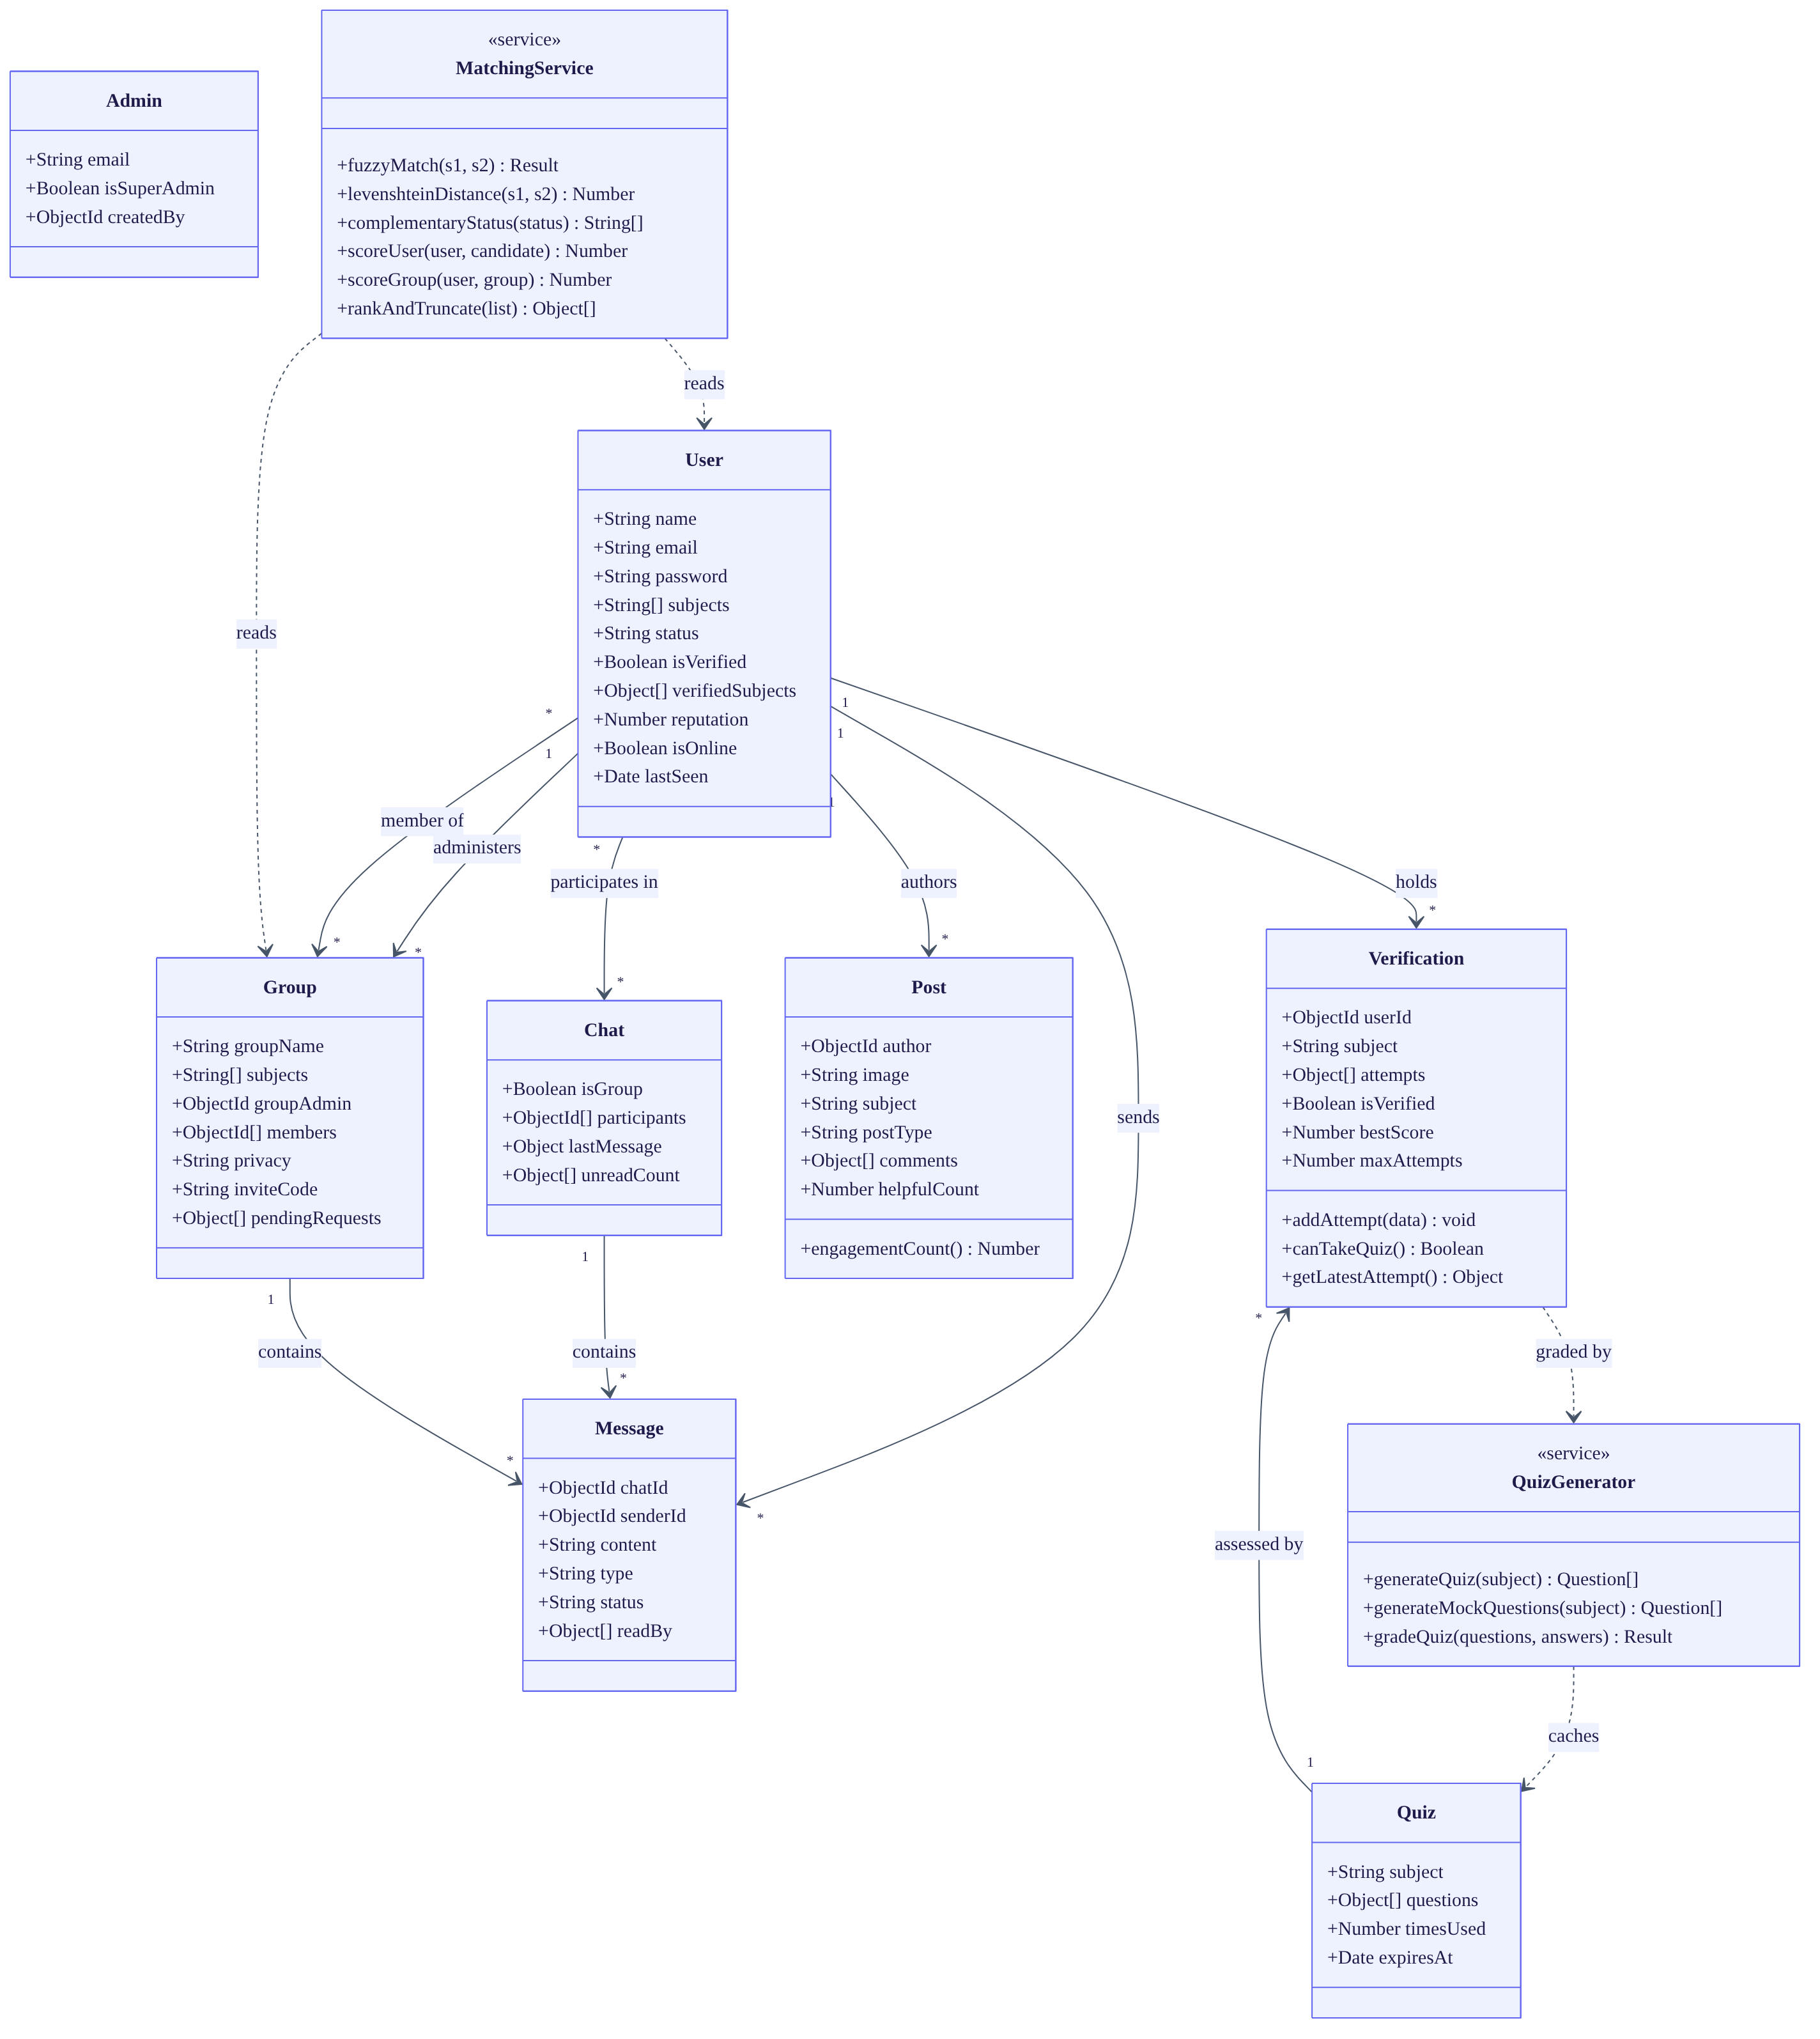 «service»
MatchingService
+fuzzyMatch(s1, s2) : Result
+levenshteinDistance(s1, s2) : Number
+complementaryStatus(status) : String[]
+scoreUser(user, candidate) : Number
+scoreGroup(user, group) : Number
+rankAndTruncate(list) : Object[]
Admin
+String email
+Boolean isSuperAdmin
+ObjectId createdBy
reads
reads
User
+String name
+String email
+String password
+String[] subjects
+String status
+Boolean isVerified
+Object[] verifiedSubjects
+Number reputation
+Boolean isOnline
+Date lastSeen
*
1
1
1
1
*
member of
administers
participates in
authors
holds
*
*
*
*
*
Group
+String groupName
+String[] subjects
+ObjectId groupAdmin
+ObjectId[] members
+String privacy
+String inviteCode
+Object[] pendingRequests
Chat
+Boolean isGroup
+ObjectId[] participants
+Object lastMessage
+Object[] unreadCount
Post
+ObjectId author
+String image
+String subject
+String postType
+Object[] comments
+Number helpfulCount
+engagementCount() : Number
sends
Verification
+ObjectId userId
+String subject
+Object[] attempts
+Boolean isVerified
+Number bestScore
+Number maxAttempts
+addAttempt(data) : void
+canTakeQuiz() : Boolean
+getLatestAttempt() : Object
1
1
*
contains
contains
graded by
*
*
*
Message
+ObjectId chatId
+ObjectId senderId
+String content
+String type
+String status
+Object[] readBy
«service»
QuizGenerator
+generateQuiz(subject) : Question[]
+generateMockQuestions(subject) : Question[]
+gradeQuiz(questions, answers) : Result
assessed by
caches
1
Quiz
+String subject
+Object[] questions
+Number timesUsed
+Date expiresAt